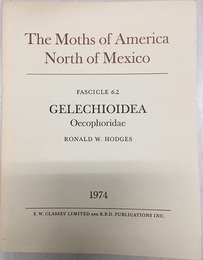 The Moths of America
North of Mexico
FASCICLE 6.2
GELECHIOIDEA
Oecophoridae
RONALD W. HODGES
1974
E. W. CLASSEY LIMITED AND R.B.D. PUBLICATIONS INC.